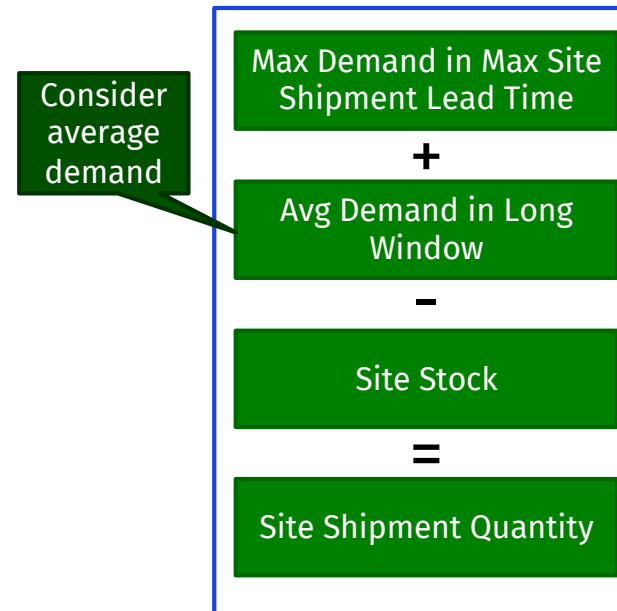 Consider
average
demand
Max Demand in Max Site
Shipment Lead Time
+
Avg Demand in Long
Window
-
Site Stock
=
Site Shipment Quantity